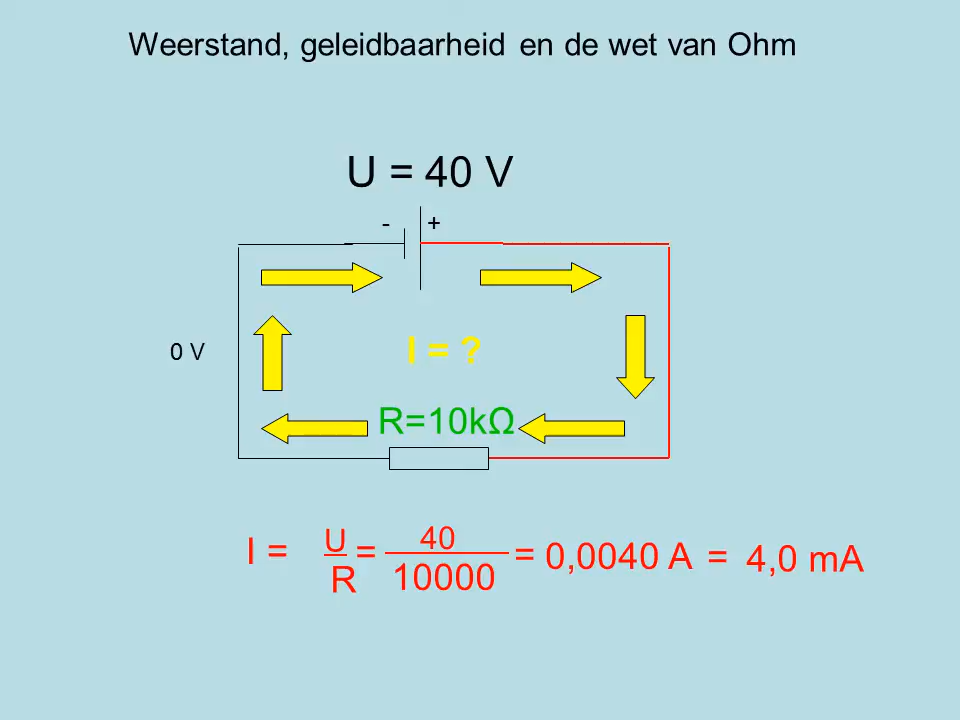 Weerstand, geleidbaarheid en de wet van Ohm
U = 40 V
- +
0 V
I = ?
R=10kΩ
I = U/R = 40/10000 = 0,0040 A = 4,0 mA